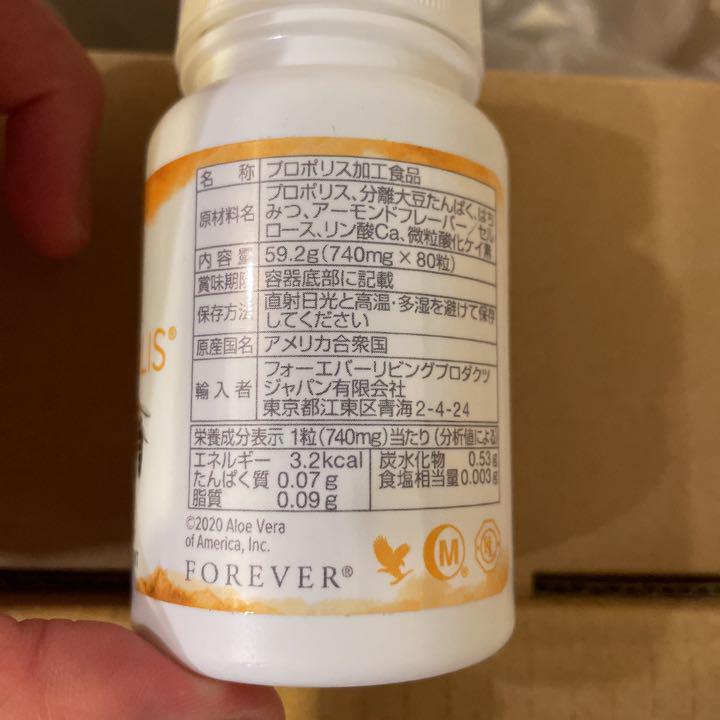 名称 プロポリス加工食品
原材料名 プロポリス、分離大豆たんぱく、はち
みつ、アーモンドフレーバー/セル
ロース、リン酸Ca、微粒酸化ケイ素
内容量 59.2g(740mg×80粒)
賞味期限 容器底部に記載
保存方法 直射日光と高温・多湿を避けて保存
してください
原産国名 アメリカ合衆国
輸入者 フォーエバーリビングプロダクツ
ジャパン有限会社
東京都江東区青海2-4-24
栄養成分表示 1粒(740mg)当たり(分析値による)
エネルギー 3.2kcal 炭水化物 0.53g
たんぱく質 0.07g 食塩相当量 0.003g
脂質 0.09g
©2020 Aloe Vera
of America, Inc.
FOREVER®
M®
LIS®